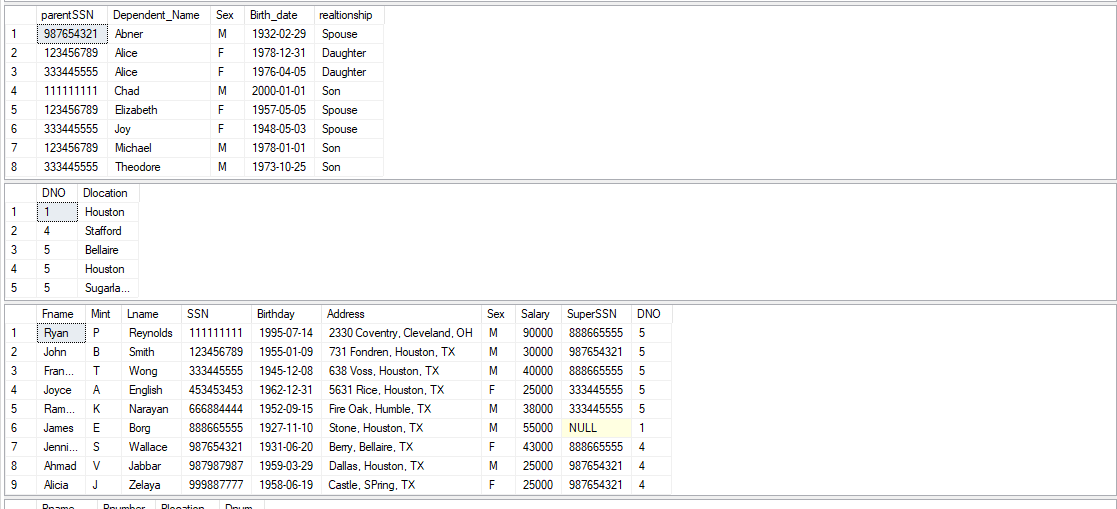 parentSSN Dependent_Name Sex Birth_date realtionship
1 987654321 Abner M 1932-02-29 Spouse
2 123456789 Alice F 1978-12-31 Daughter
3 333445555 Alice F 1976-04-05 Daughter
4 111111111 Chad M 2000-01-01 Son
5 123456789 Elizabeth F 1957-05-05 Spouse
6 333445555 Joy F 1948-05-03 Spouse
7 123456789 Michael M 1978-01-01 Son
8 333445555 Theodore M 1973-10-25 Son
DNO Dlocation
1 1 Houston
2 4 Stafford
3 5 Bellaire
4 5 Houston
5 5 Sugarla...
Fname Mint Lname SSN Birthday Address Sex Salary SuperSSN DNO
1 Ryan P Reynolds 111111111 1995-07-14 2330 Coventry, Cleveland, OH M 90000 888665555 5
2 John B Smith 123456789 1955-01-09 731 Fondren, Houston, TX M 30000 987654321 5
3 Fran... T Wong 333445555 1945-12-08 638 Voss, Houston, TX M 40000 888665555 5
4 Joyce A English 453453453 1962-12-31 5631 Rice, Houston, TX F 25000 333445555 5
5 Ram... K Narayan 666884444 1952-09-15 Fire Oak, Humble, TX M 38000 333445555 5
6 James E Borg 888665555 1927-11-10 Stone, Houston, TX M 55000 NULL 1
7 Jenni... S Wallace 987654321 1931-06-20 Berry, Bellaire, TX F 43000 888665555 4
8 Ahmad V Jabbar 987987987 1959-03-29 Dallas, Houston, TX M 25000 987654321 4
9 Alicia J Zelaya 999887777 1958-06-19 Castle, SPring, TX F 25000 987654321 4